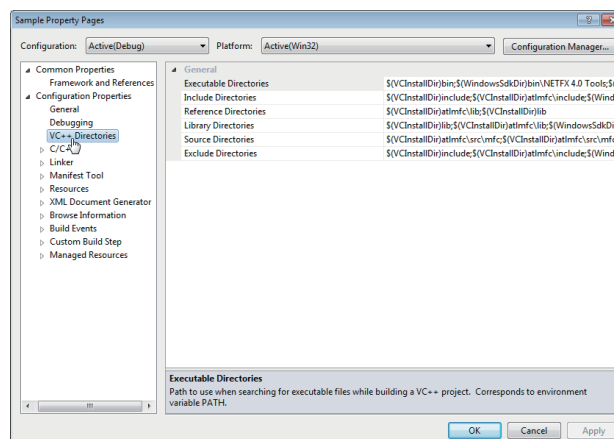 Sample Property Pages
Configuration: Active(Debug) Platform: Active(Win32) Configuration Manager...
Common Properties
Framework and References
Configuration Properties
General
Debugging
VC++ Directories
C/C++
Linker
Manifest Tool
Resources
XML Document Generator
Browse Information
Build Events
Custom Build Step
Managed Resources
General
Executable Directories $(VCInstallDir)bin;$(WindowsSdkDir)bin\NETFX 4.0 Tools;$(
Include Directories $(VCInstallDir)include;$(VCInstallDir)atlmfc\include;$(Wind
Reference Directories $(VCInstallDir)atlmfc\lib;$(VCInstallDir)lib
Library Directories $(VCInstallDir)lib;$(VCInstallDir)atlmfc\lib;$(WindowsSdkDi
Source Directories $(VCInstallDir)atlmfc\src\mfc;$(VCInstallDir)atlmfc\src\mfc
Exclude Directories $(VCInstallDir)include;$(VCInstallDir)atlmfc\include;$(Wind
Executable Directories
Path to use when searching for executable files while building a VC++ project. Corresponds to environment
variable PATH.
OK Cancel Apply